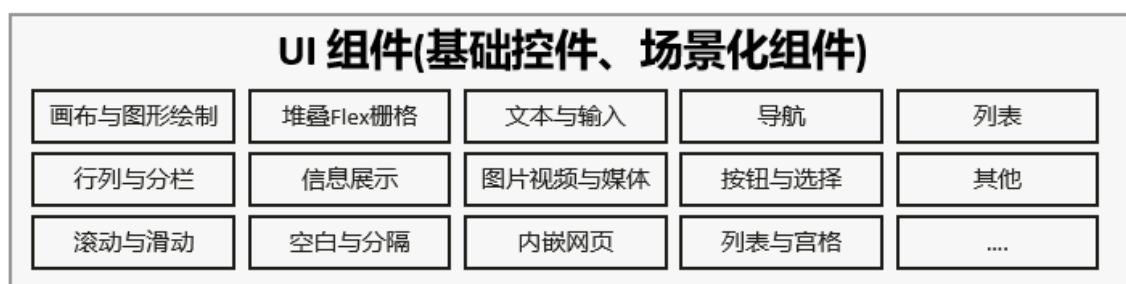 UI 组件(基础控件、场景化组件)
画布与图形绘制 堆叠Flex栅格 文本与输入 导航 列表
行列与分栏 信息展示 图片视频与媒体 按钮与选择 其他
滚动与滑动 空白与分隔 内嵌网页 列表与宫格 ....